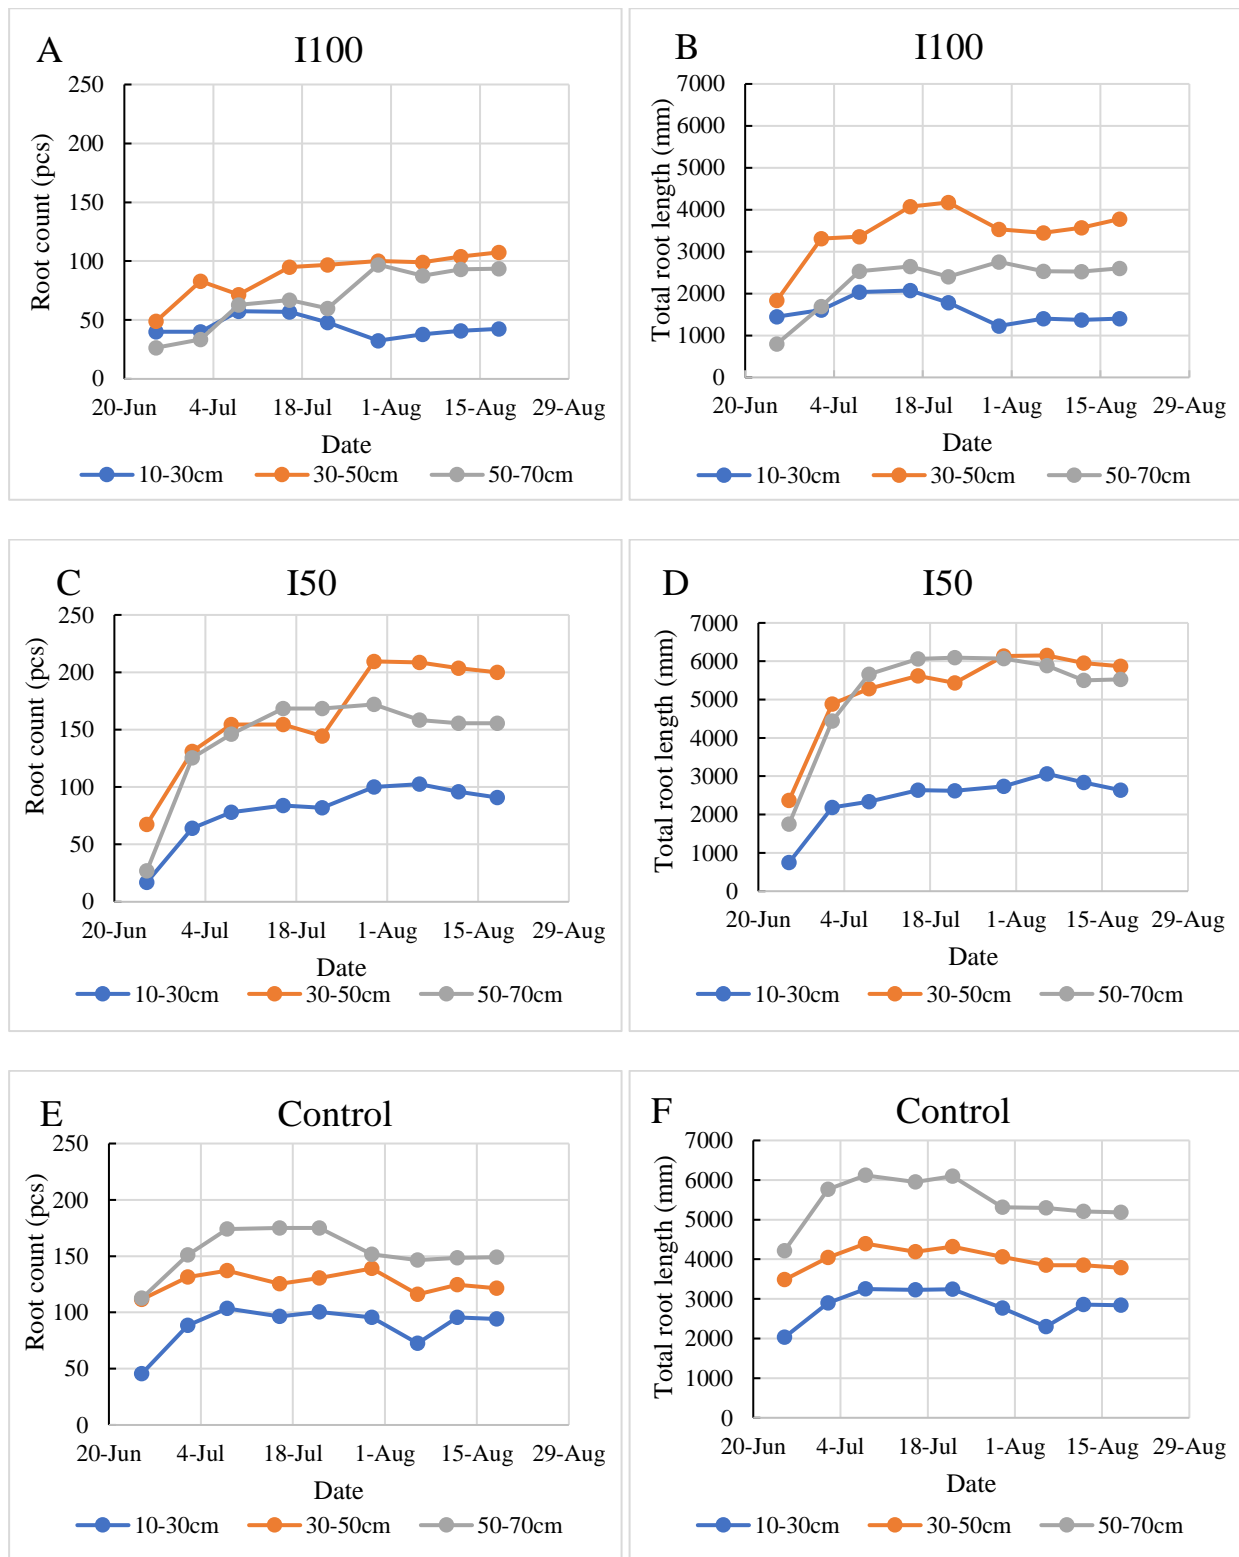 A
I100
Root count (pcs)
250
200
150
100
50
0
20-Jun 4-Jul 18-Jul 1-Aug 15-Aug 29-Aug
Date
10-30cm 30-50cm 50-70cm
B
I100
Total root length (mm)
7000
6000
5000
4000
3000
2000
1000
0
20-Jun 4-Jul 18-Jul 1-Aug 15-Aug 29-Aug
Date
10-30cm 30-50cm 50-70cm
C
I50
Root count (pcs)
250
200
150
100
50
0
20-Jun 4-Jul 18-Jul 1-Aug 15-Aug 29-Aug
Date
10-30cm 30-50cm 50-70cm
D
I50
Total root length (mm)
7000
6000
5000
4000
3000
2000
1000
0
20-Jun 4-Jul 18-Jul 1-Aug 15-Aug 29-Aug
Date
10-30cm 30-50cm 50-70cm
E
Control
Root count (pcs)
250
200
150
100
50
0
20-Jun 4-Jul 18-Jul 1-Aug 15-Aug 29-Aug
Date
10-30cm 30-50cm 50-70cm
F
Control
Total root length (mm)
7000
6000
5000
4000
3000
2000
1000
0
20-Jun 4-Jul 18-Jul 1-Aug 15-Aug 29-Aug
Date
10-30cm 30-50cm 50-70cm